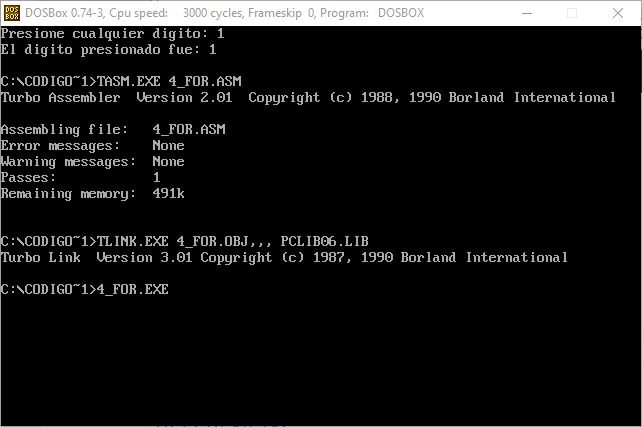 DOSBox 0.74-3, Cpu speed: 3000 cycles, Frameskip 0, Program: DOSBOX
Presione cualquier digito: 1
El digito presionado fue: 1
C:\CODIGO~1>TASM.EXE 4_FOR.ASM
Turbo Assembler Version 2.01 Copyright (c) 1988, 1990 Borland International
Assembling file: 4_FOR.ASM
Error messages: None
Warning messages: None
Passes: 1
Remaining memory: 491k
C:\CODIGO~1>TLINK.EXE 4_FOR.OBJ,,, PCLIB06.LIB
Turbo Link Version 3.01 Copyright (c) 1987, 1990 Borland International
C:\CODIGO~1>4_FOR.EXE